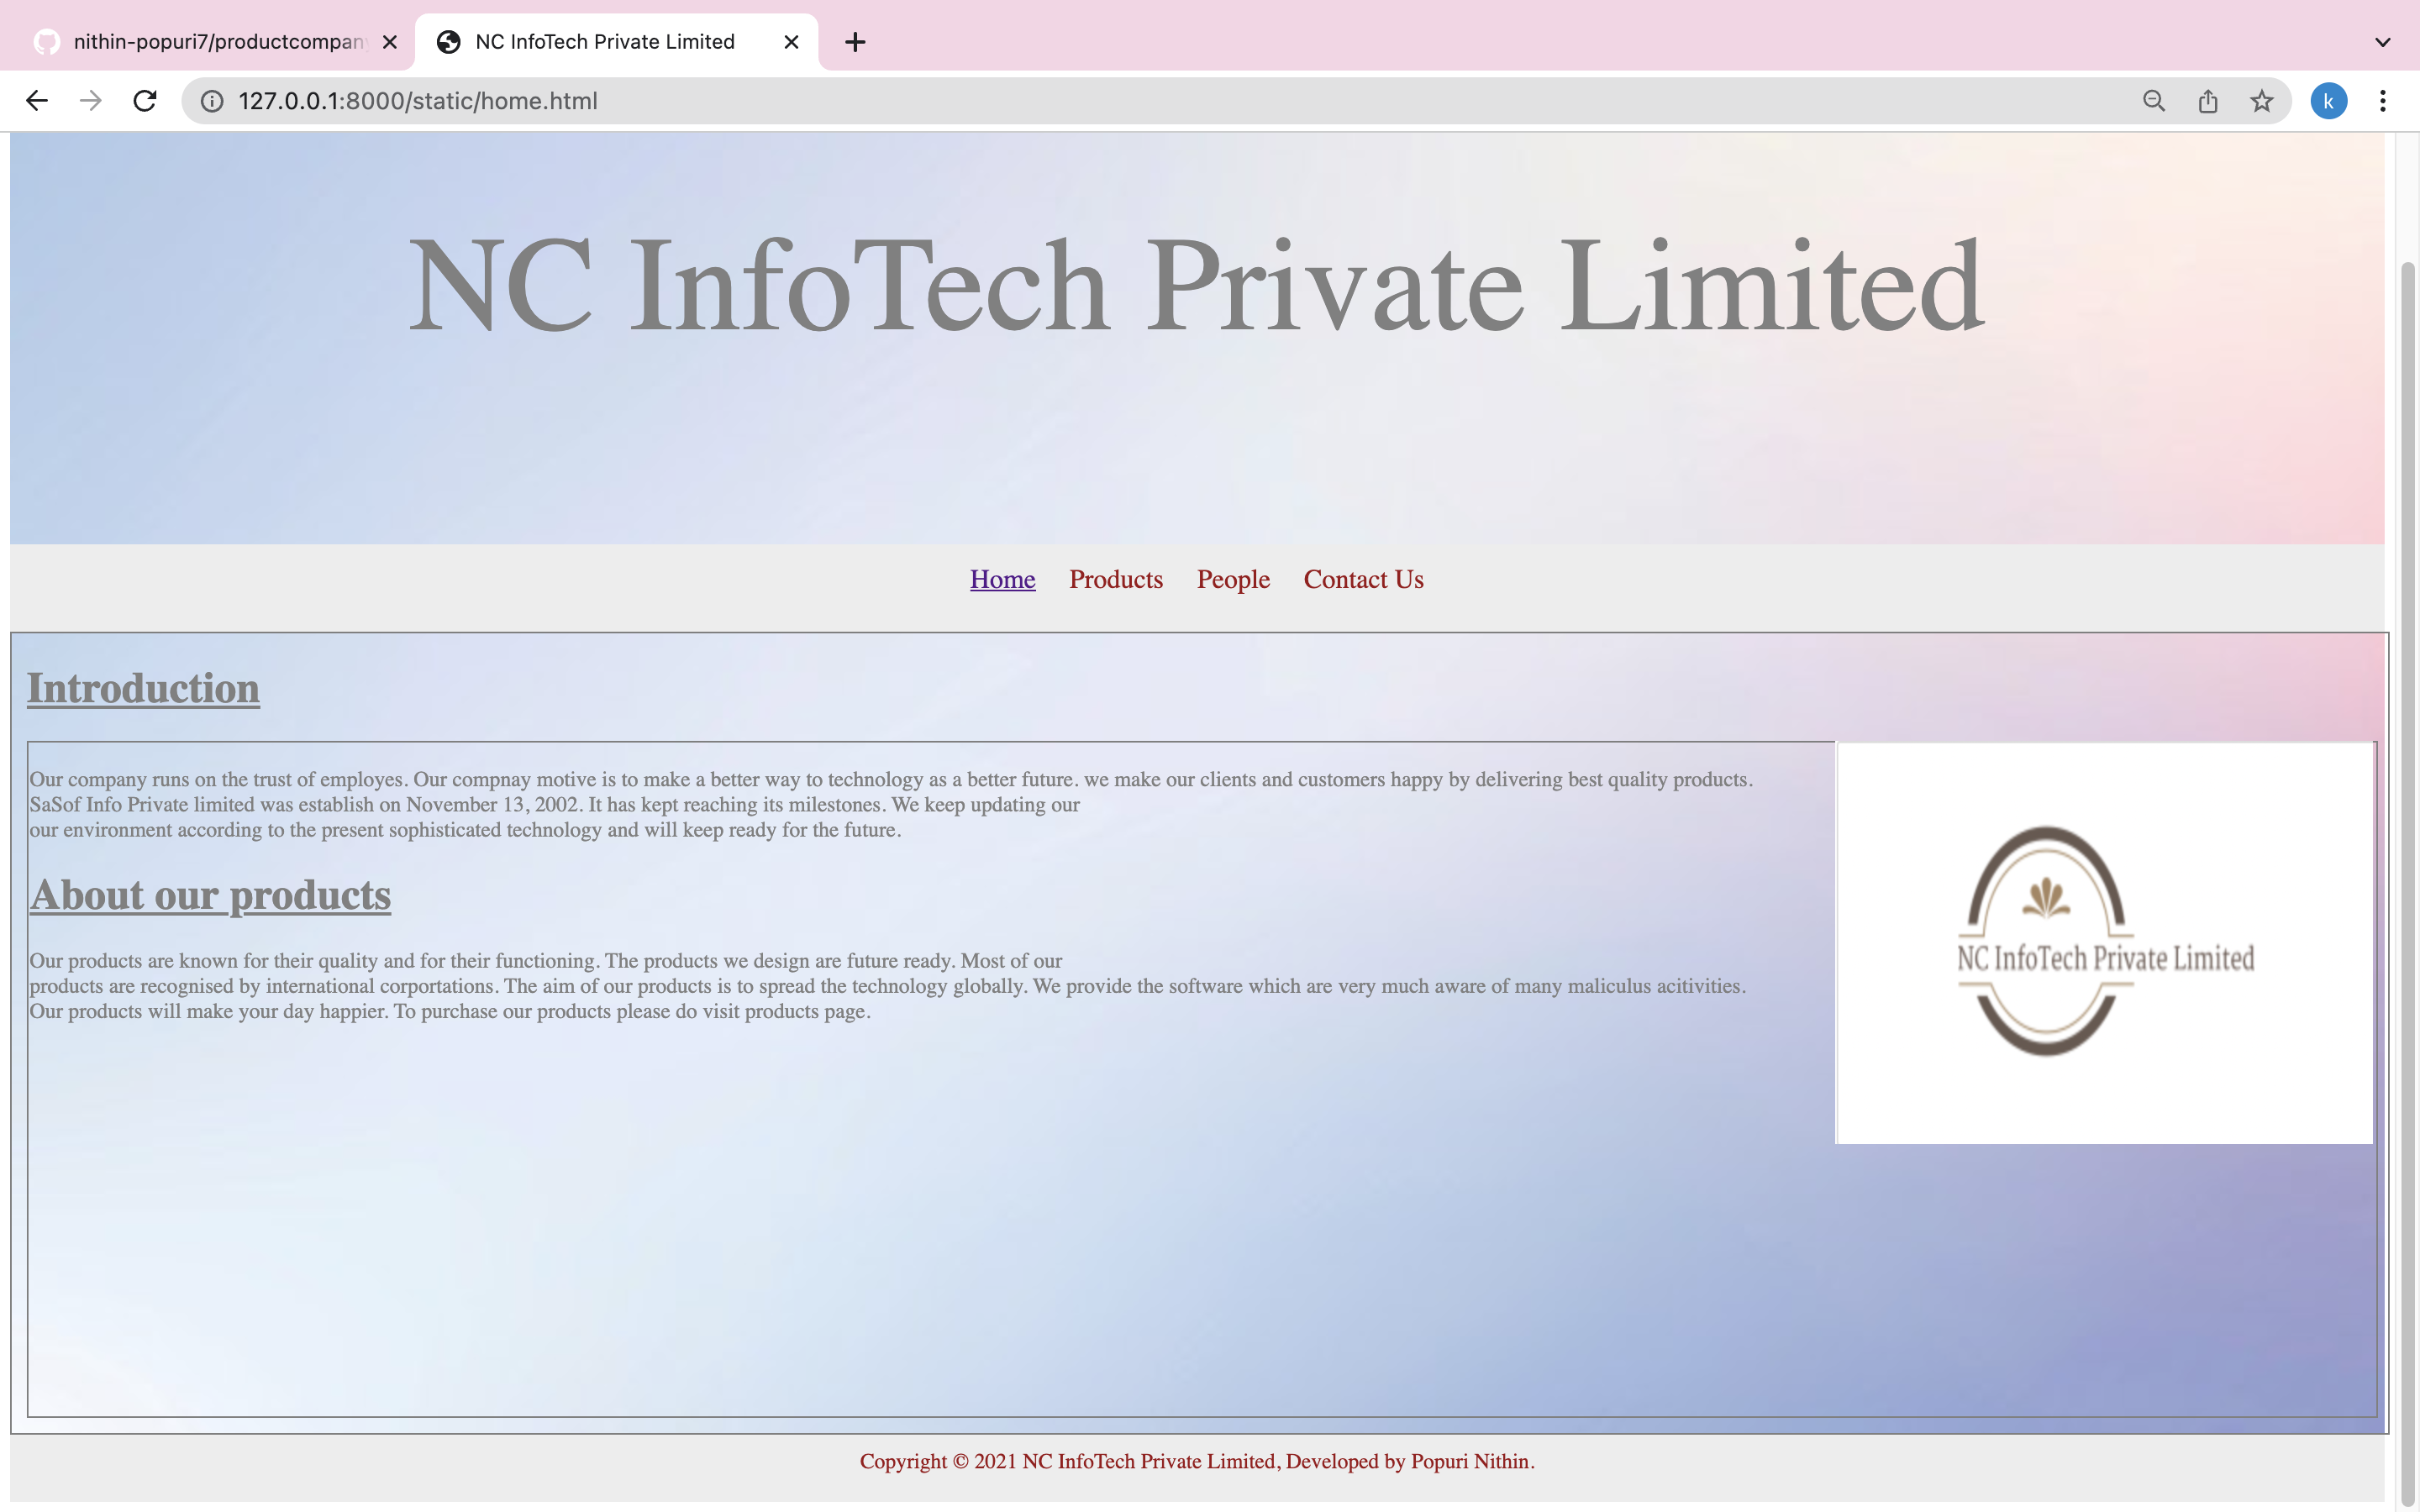 nithin-popuri7/productcompan
NC InfoTech Private Limited
127.0.0.1:8000/static/home.html
k
NC InfoTech Private Limited
Home Products People Contact Us
Introduction
Our company runs on the trust of employes. Our compnay motive is to make a better way to technology as a better future. we make our clients and customers happy by delivering best quality products.
SaSof Info Private limited was establish on November 13, 2002. It has kept reaching its milestones. We keep updating our
our environment according to the present sophisticated technology and will keep ready for the future.
About our products
Our products are known for their quality and for their functioning. The products we design are future ready. Most of our
products are recognised by international corportations. The aim of our products is to spread the technology globally. We provide the software which are very much aware of many maliculus acitivities.
Our products will make your day happier. To purchase our products please do visit products page.
NC InfoTech Private Limited
Copyright © 2021 NC InfoTech Private Limited, Developed by Popuri Nithin.